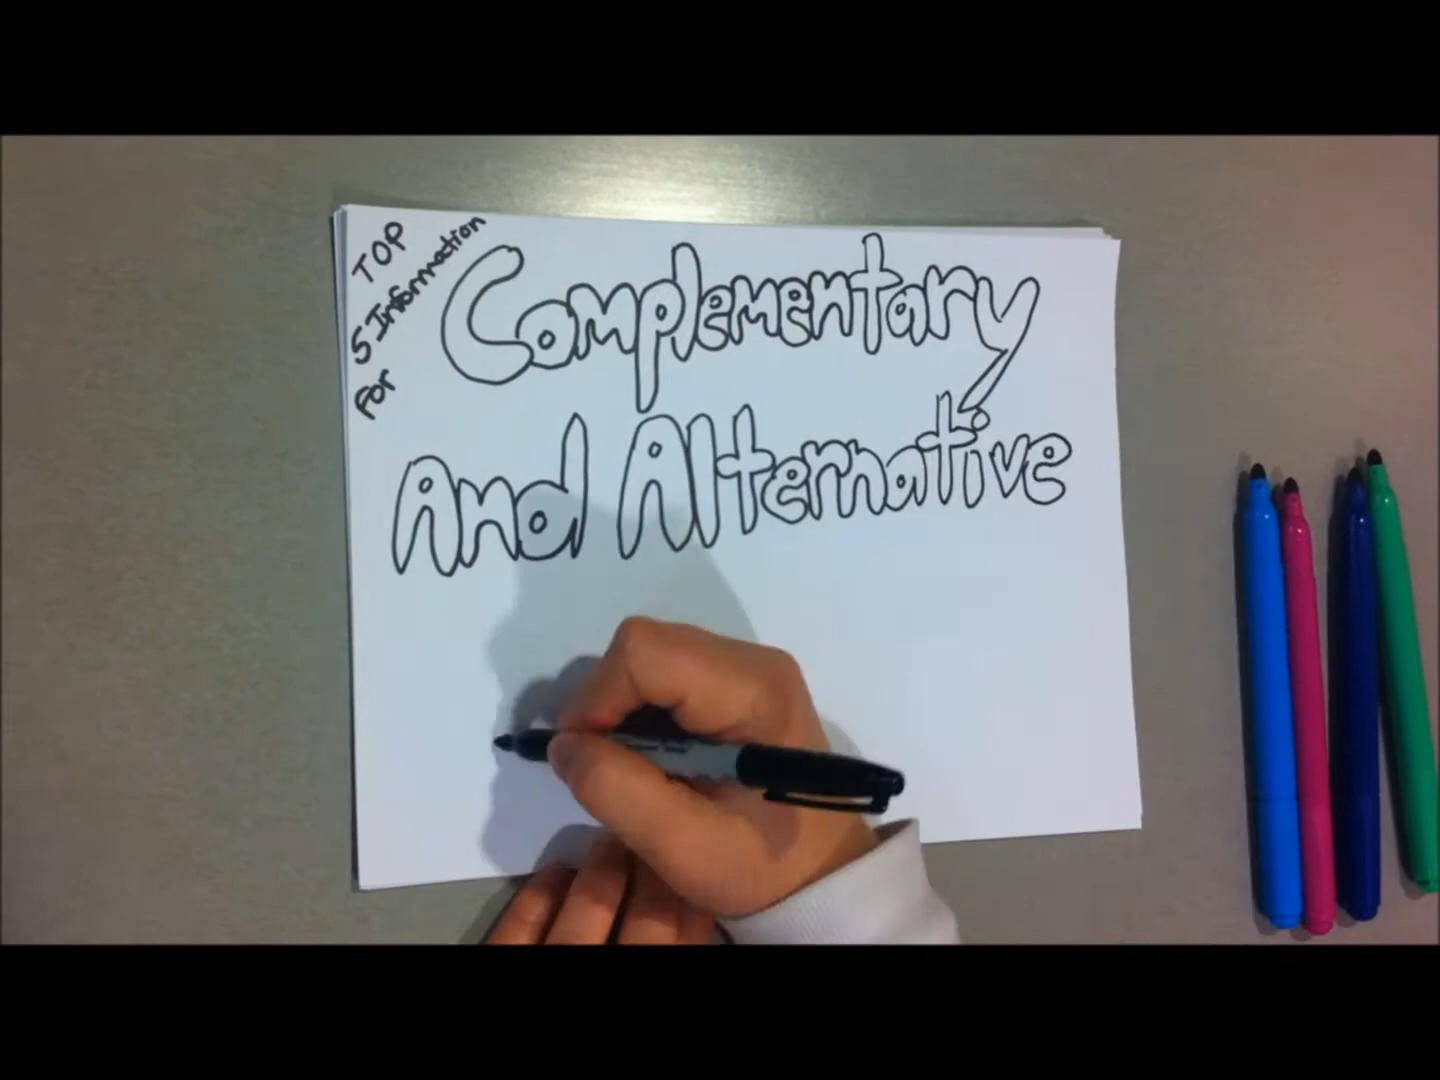 TOP
5 Information
For
Complementary
And Alternative